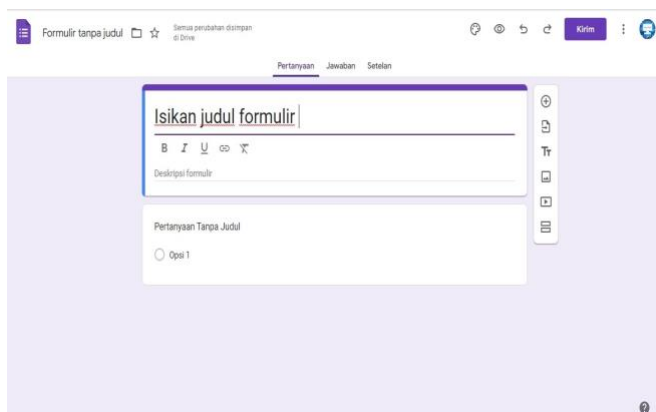 Formulir tanpa judul
Semua perubahan disimpan
di Drive
Kirim
Pertanyaan Jawaban Setelan
Isikan judul formulir
B I U
Deskripsi formulir
Pertanyaan Tanpa Judul
Opsi 1
Tт